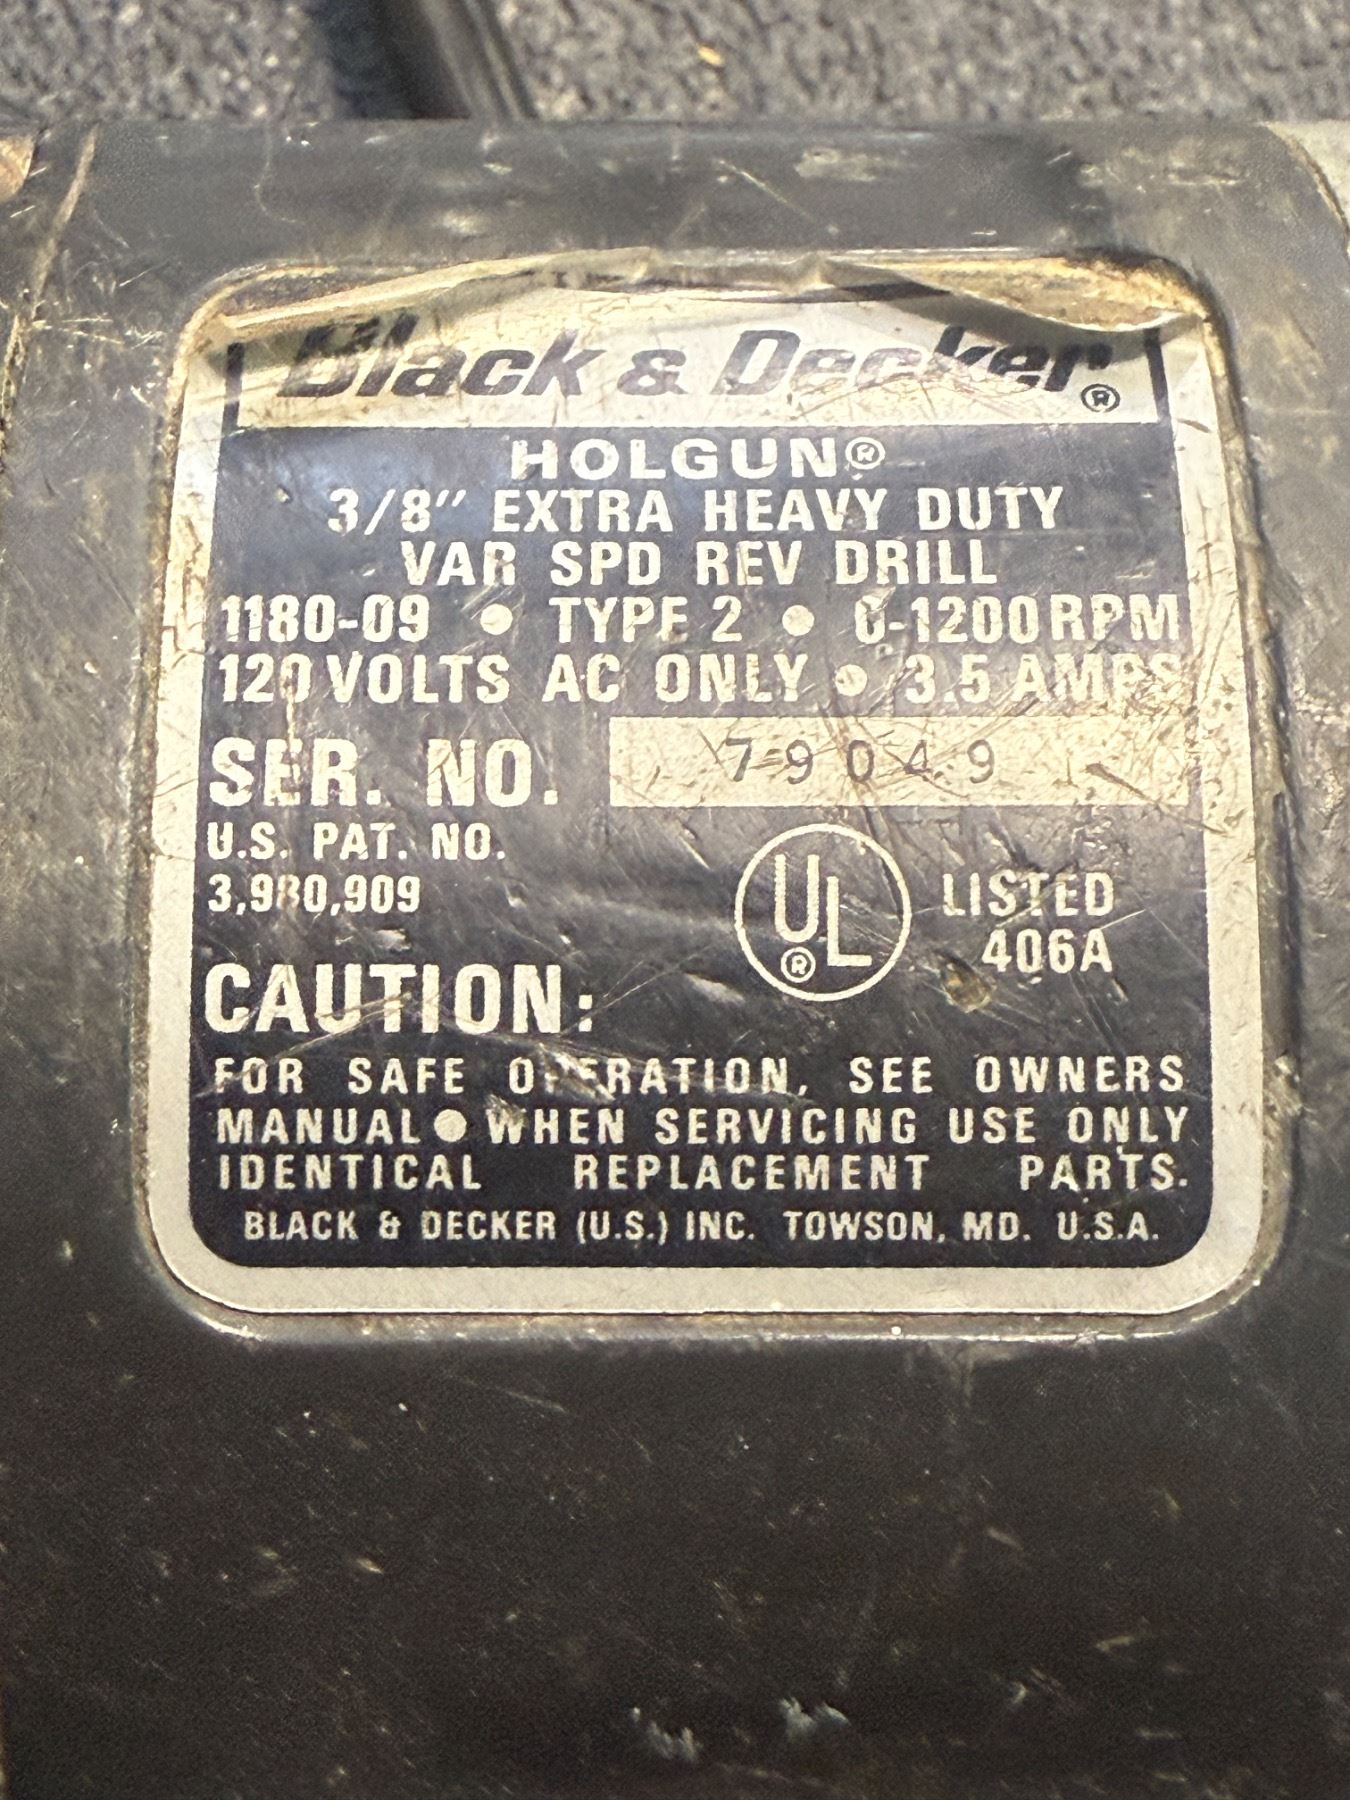 Black & Decker®
HOLGUN®
3/8" EXTRA HEAVY DUTY
VAR SPD REV DRILL
1180-09 • TYPE 2 • 0-1200 RPM
120 VOLTS AC ONLY • 3.5 AMPS
SER. NO. 79049
U.S. PAT. NO.
3,980,909
UL® LISTED
406A
CAUTION:
FOR SAFE OPERATION, SEE OWNERS
MANUAL • WHEN SERVICING USE ONLY
IDENTICAL REPLACEMENT PARTS.
BLACK & DECKER (U.S.) INC. TOWSON, MD. U.S.A.